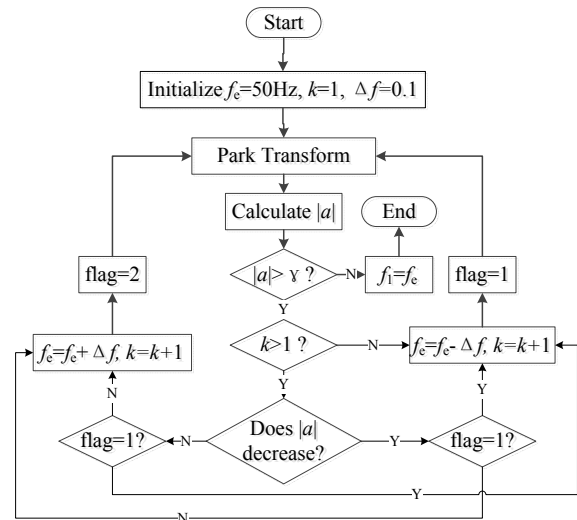 Start
Initialize fe=50Hz, k=1, Δf=0.1
Park Transform
Calculate |a|
End
|a|> γ ?
N
f1=fe
flag=2
flag=1
Y
fe=fe+ Δf, k=k+1
k>1 ?
N
fe=fe- Δf, k=k+1
N
Y
Y
flag=1?
N
Does |a|
decrease?
Y
flag=1?
Y
N